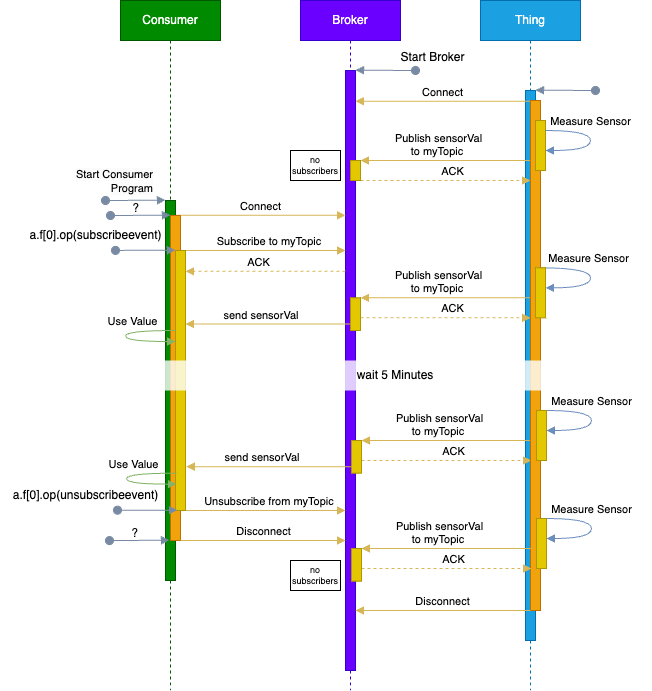 Consumer
Broker
Thing
Start Broker
Connect
Measure Sensor
Publish sensorVal
to myTopic
no
subscribers
ACK
Start Consumer
Program
?
Connect
a.f[0].op(subscribeevent)
Subscribe to myTopic
ACK
Measure Sensor
Publish sensorVal
to myTopic
ACK
send sensorVal
Use Value
wait 5 Minutes
Measure Sensor
Publish sensorVal
to myTopic
ACK
send sensorVal
Use Value
a.f[0].op(unsubscribeevent)
Unsubscribe from myTopic
Measure Sensor
?
Disconnect
Publish sensorVal
to myTopic
ACK
no
subscribers
Disconnect